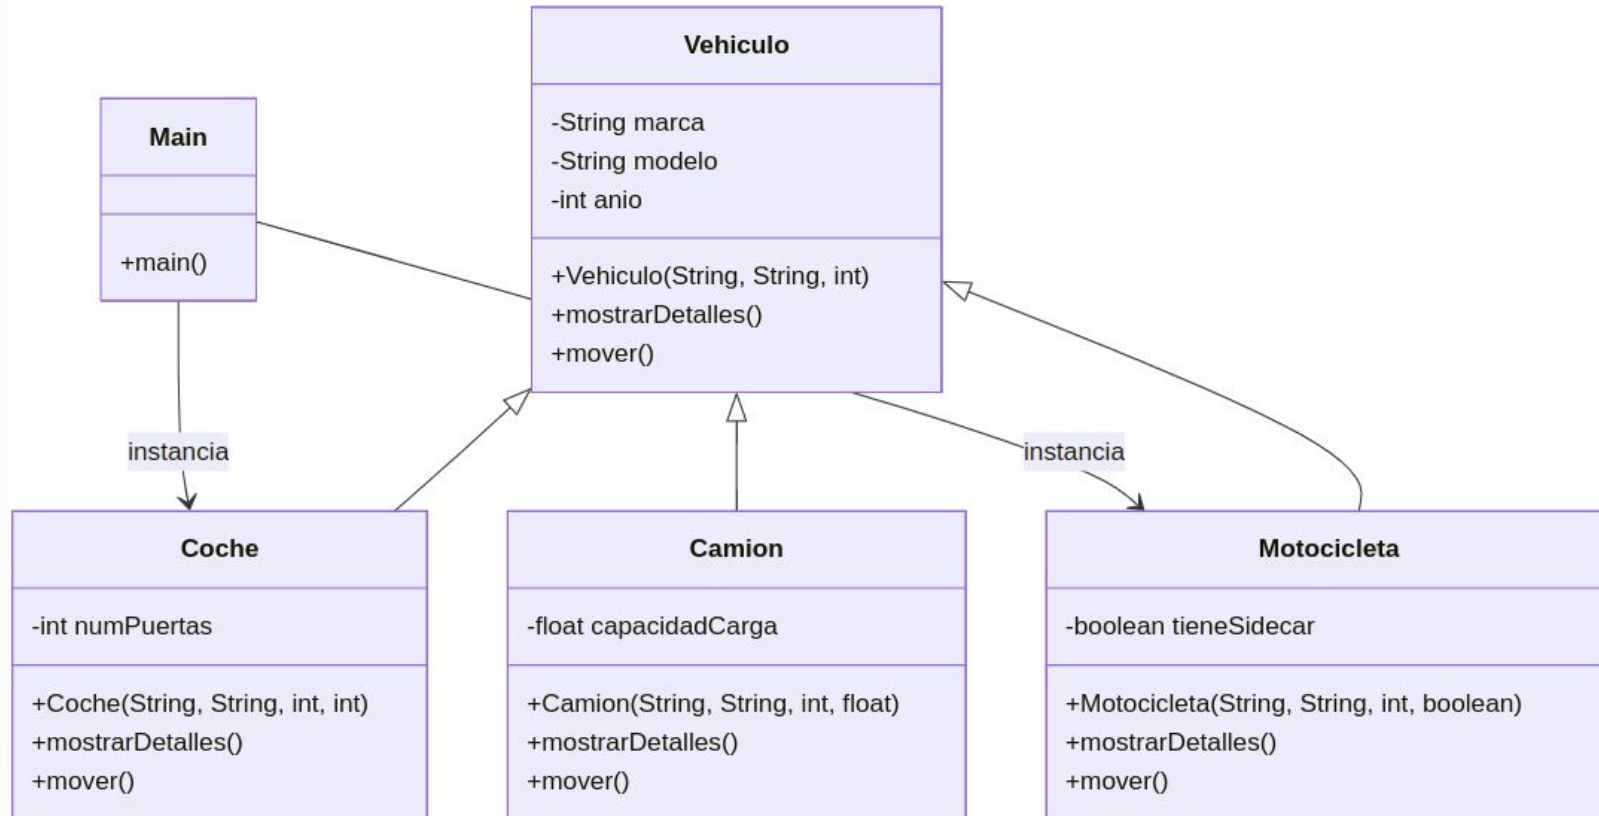 Vehiculo
-String marca
-String modelo
-int anio
+Vehiculo(String, String, int)
+mostrarDetalles()
+mover()
Main
+main()
instancia
instancia
Coche
-int numPuertas
+Coche(String, String, int, int)
+mostrarDetalles()
+mover()
Camion
-float capacidadCarga
+Camion(String, String, int, float)
+mostrarDetalles()
+mover()
Motocicleta
-boolean tieneSidecar
+Motocicleta(String, String, int, boolean)
+mostrarDetalles()
+mover()